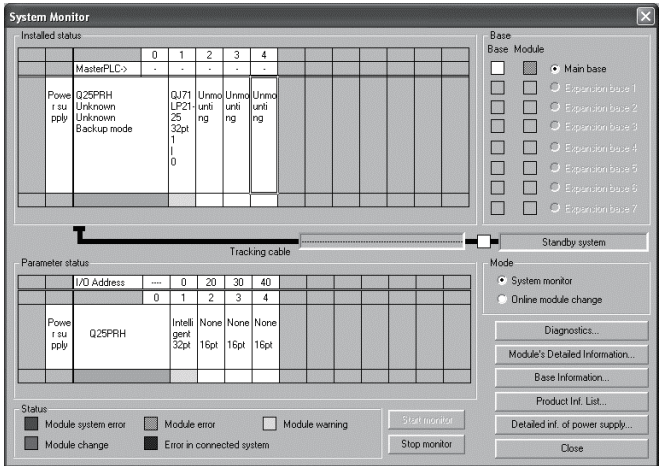 System Monitor
Installed status
0 1 2 3 4
MasterPLC-> - - - - -
Powe
r su
pply
Q25PRH
Unknown
Unknown
Backup mode
QJ71
LP21-
25
32pt
1
|
0
Unmo
unti
ng
Unmo
unti
ng
Unmo
unti
ng
Base
Base Module
Main base
Expansion base 1
Expansion base 2
Expansion base 3
Expansion base 4
Expansion base 5
Expansion base 6
Expansion base 7
Tracking cable
Standby system
Parameter status
I/O Address ---- 0 20 30 40
0 1 2 3 4
Powe
r su
pply
Q25PRH
Intelli
gent
32pt
None
16pt
None
16pt
None
16pt
Mode
System monitor
Online module change
Diagnostics...
Module's Detailed Information...
Base Information...
Product Inf. List...
Detailed inf. of power supply...
Close
Status
Module system error
Module error
Module warning
Module change
Error in connected system
Start monitor
Stop monitor